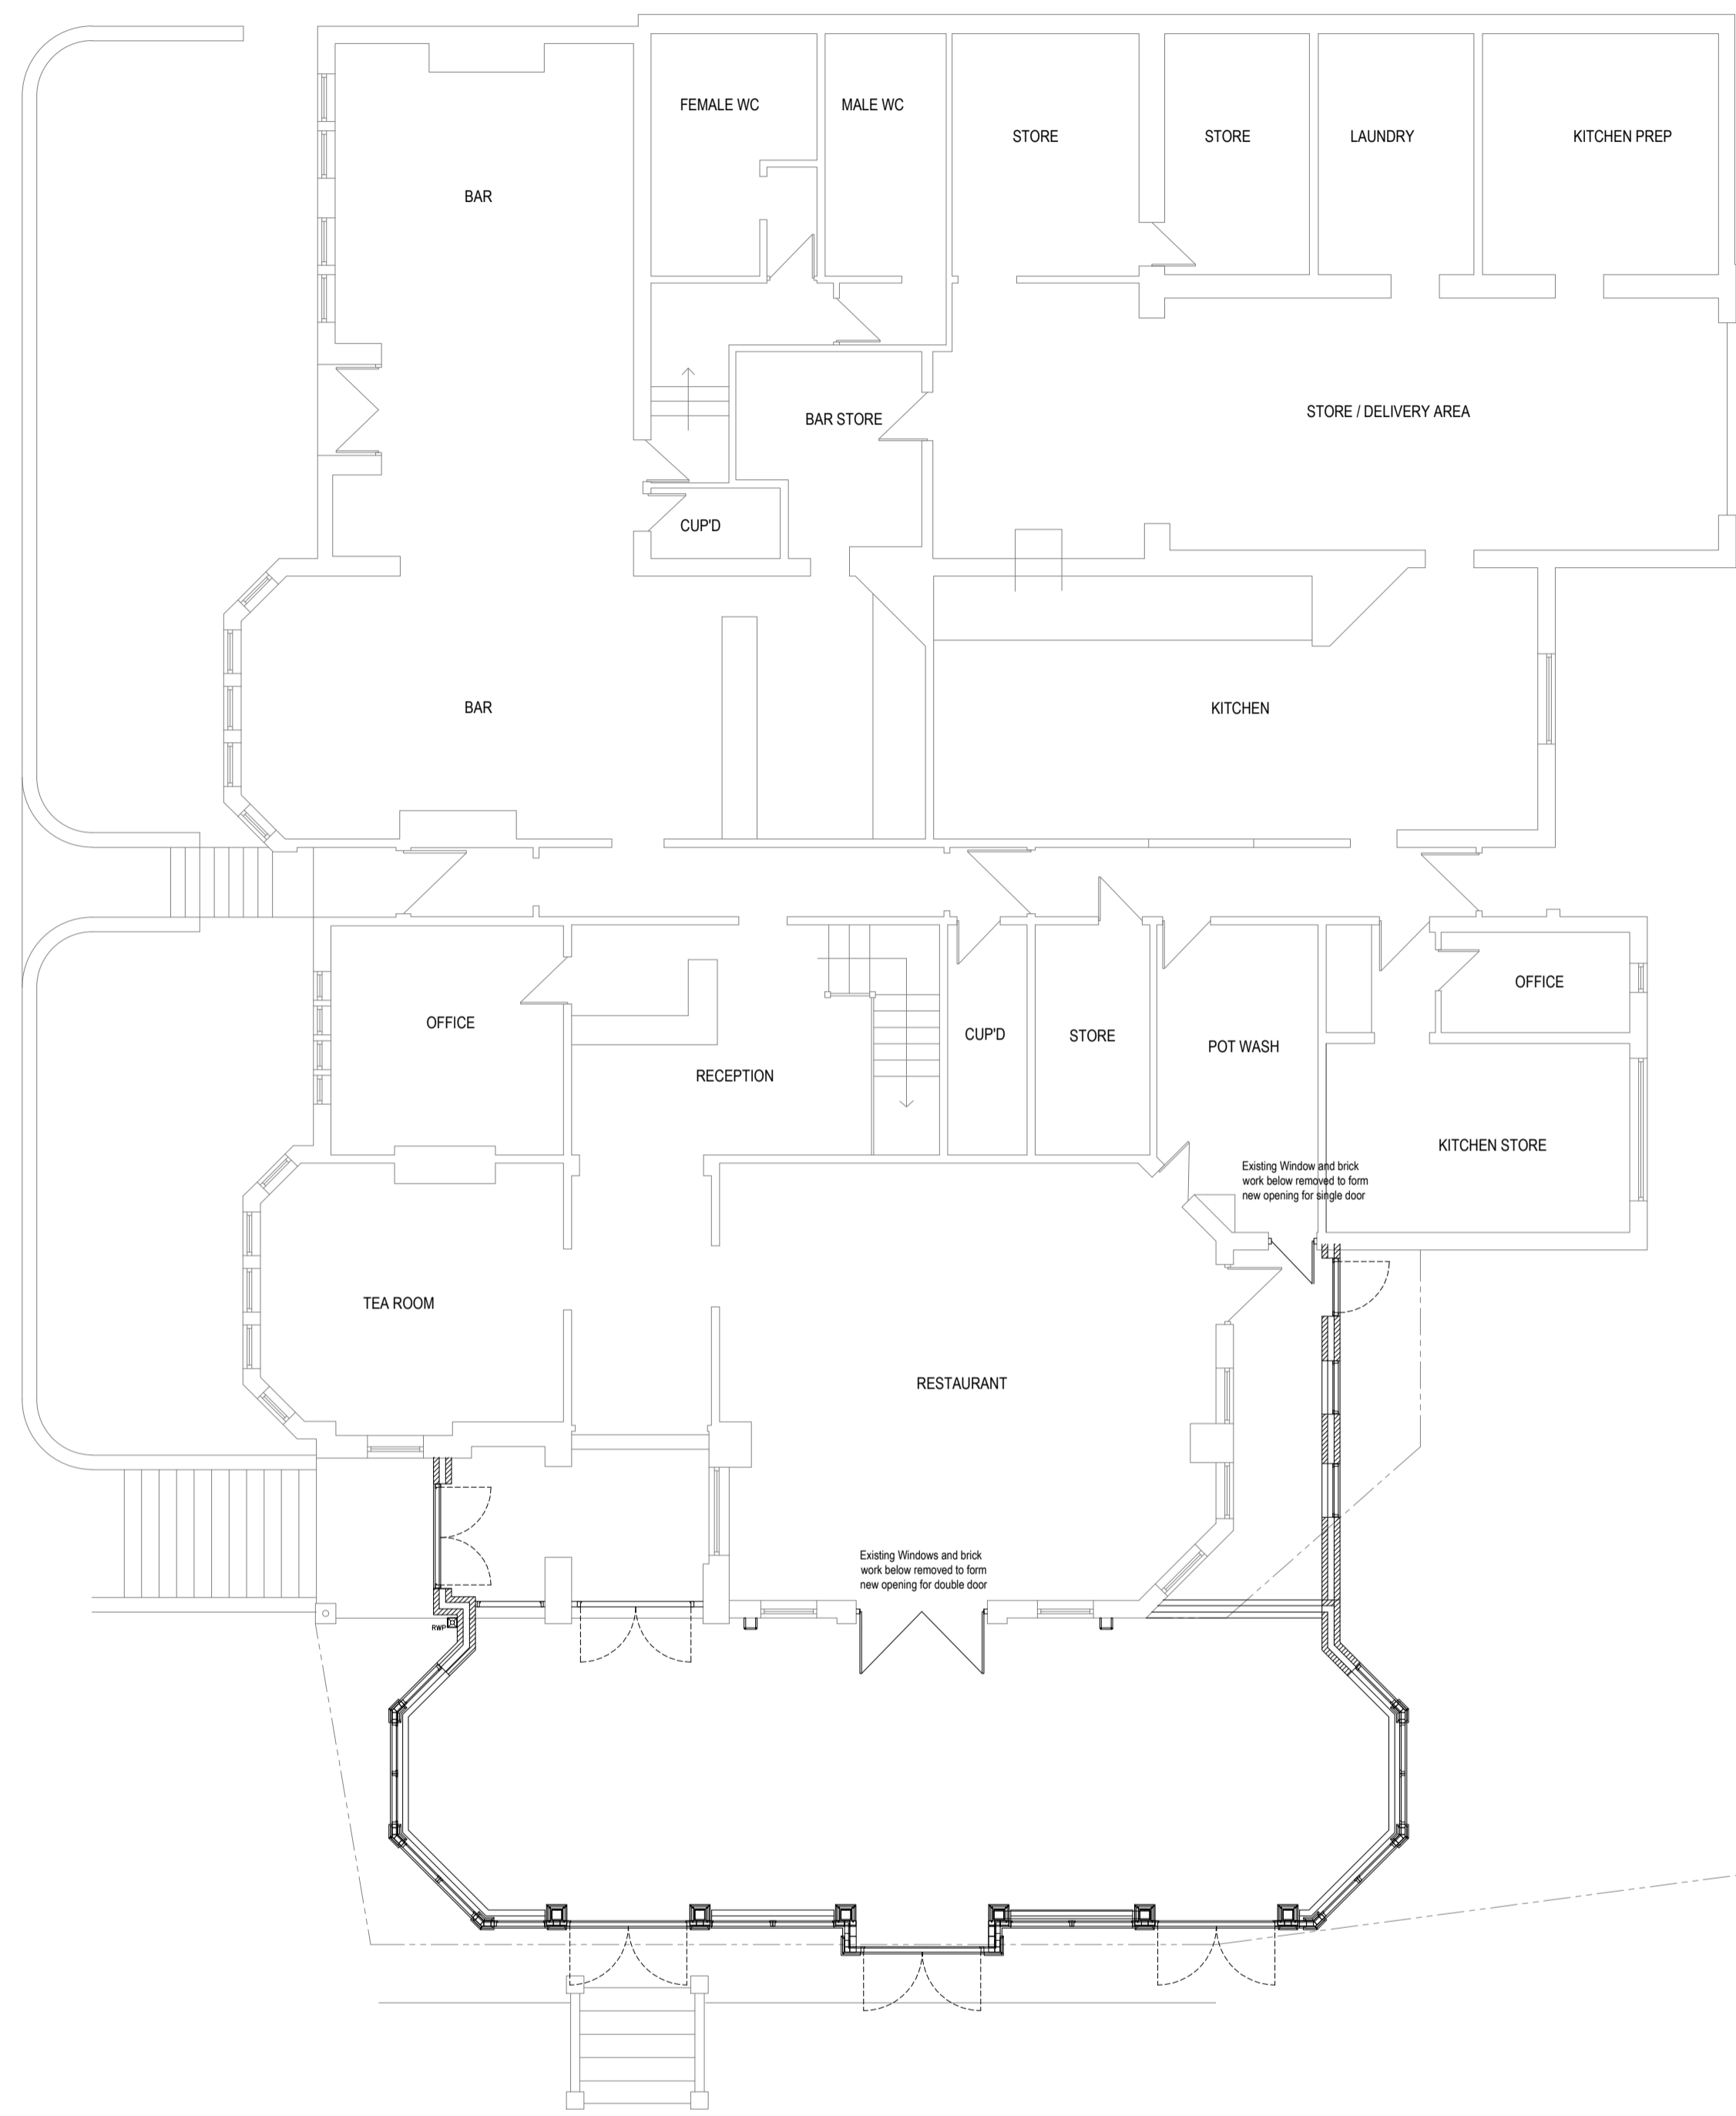 FEMALE WC
MALE WC
STORE
STORE
LAUNDRY
KITCHEN PREP
BAR
BAR STORE
STORE / DELIVERY AREA
CUP'D
BAR
KITCHEN
OFFICE
OFFICE
RECEPTION
CUP'D
STORE
POT WASH
KITCHEN STORE
Existing Window and brick
work below removed to form
new opening for single door
TEA ROOM
RESTAURANT
Existing Windows and brick
work below removed to form
new opening for double door
RWP